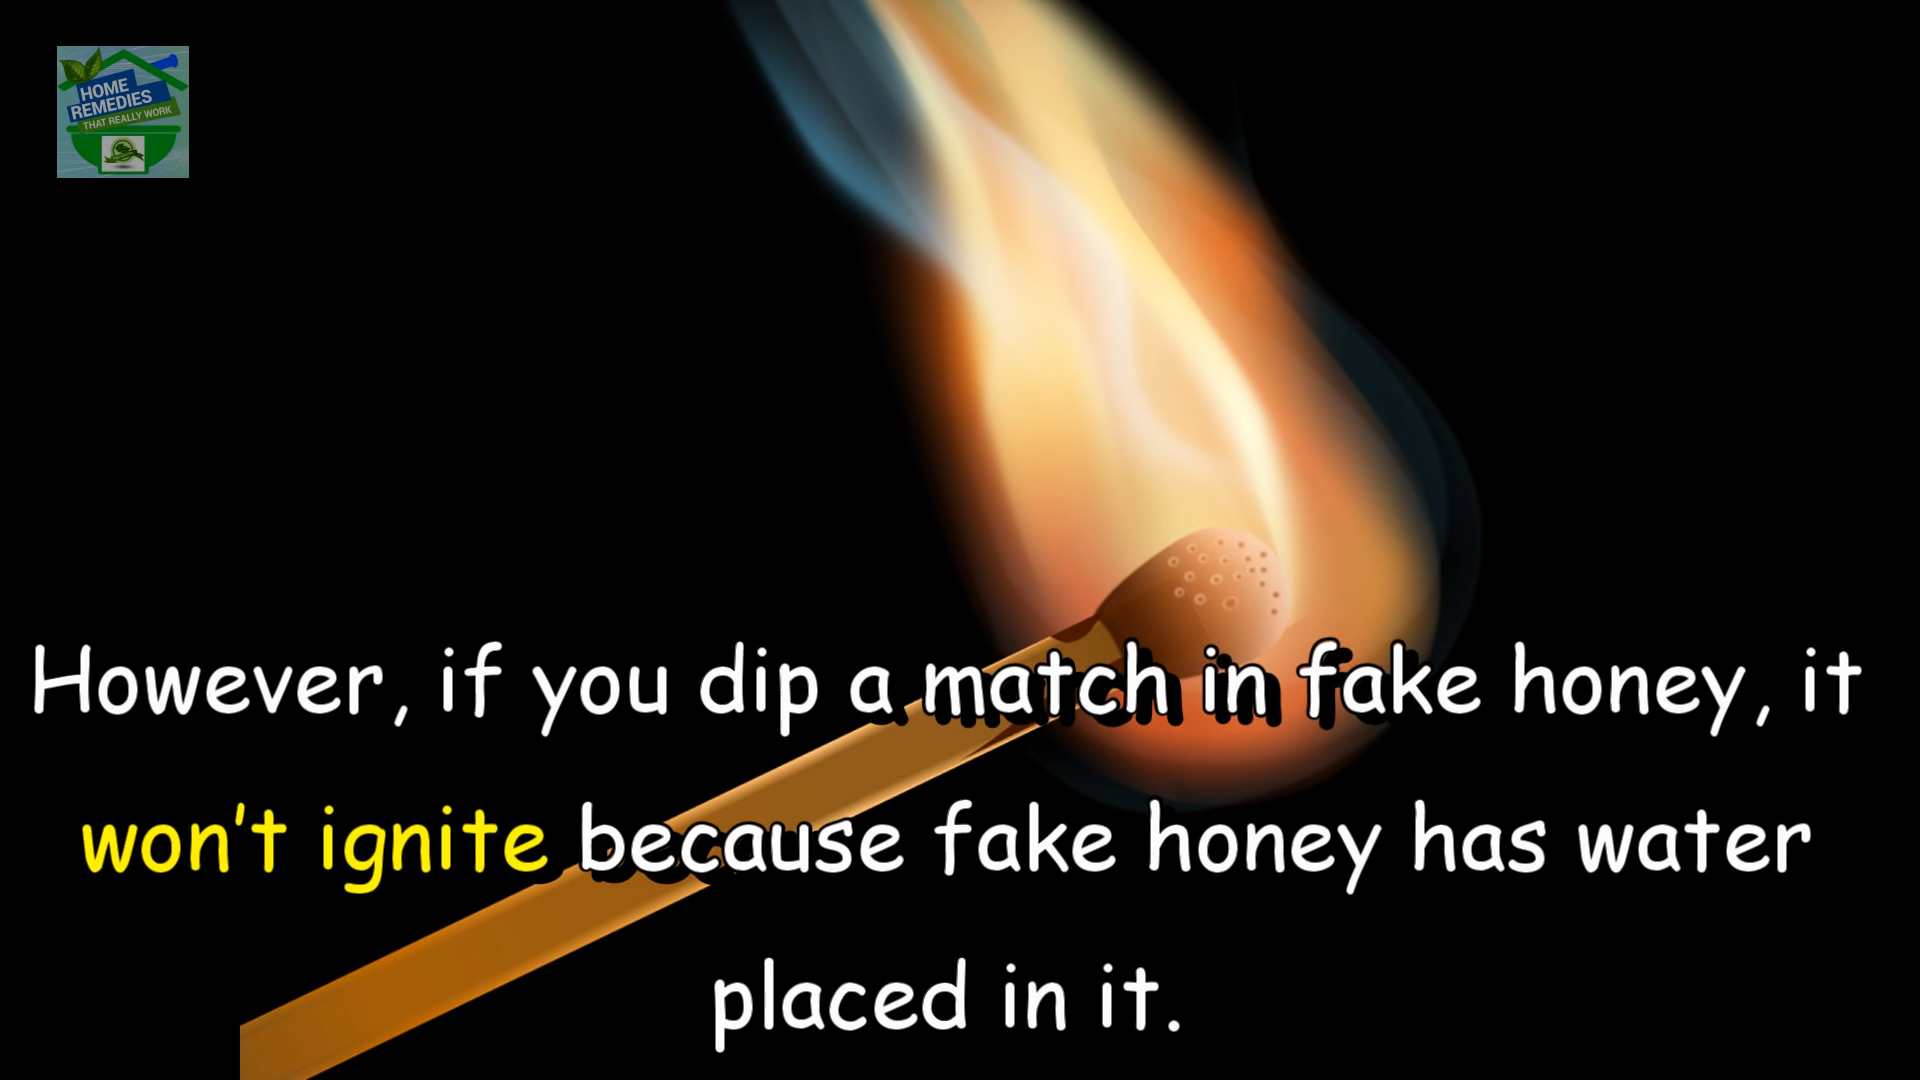 HOME
REMEDIES
THAT REALLY WORK
However, if you dip a match in fake honey, it
won't ignite because fake honey has water
placed in it.